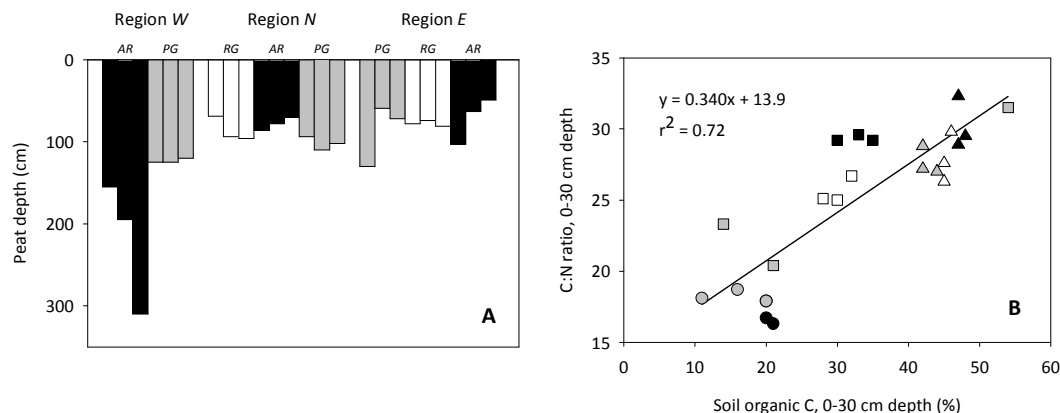 Region W Region N Region E
AR PG RG AR PG PG RG AR
0
100
200
300
Peat depth (cm)
A
35
30
25
20
15
C:N ratio, 0-30 cm depth
y = 0.340x + 13.9
r² = 0.72
B
0 10 20 30 40 50 60
Soil organic C, 0-30 cm depth (%)